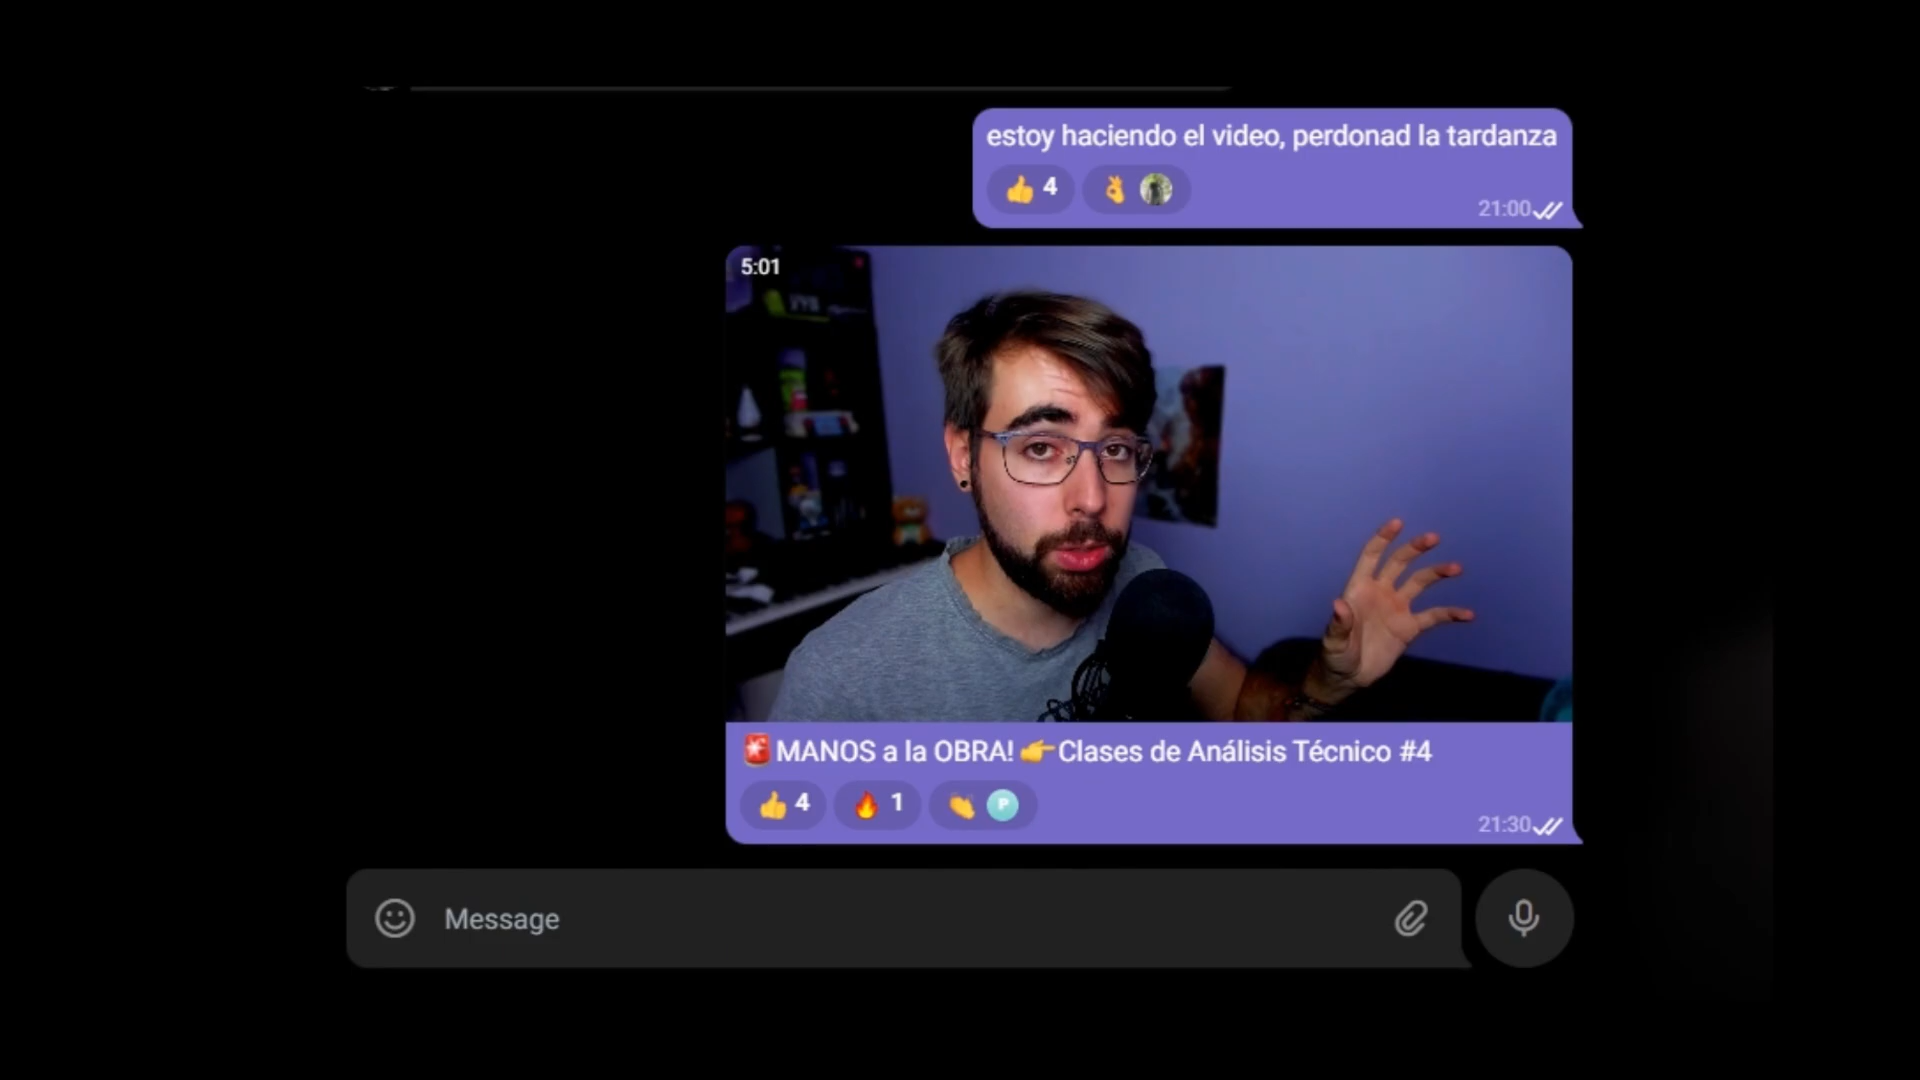 estoy haciendo el video, perdonad la tardanza
👍 4 👌
21:00
5:01
🚨MANOS a la OBRA! 👉Clases de Análisis Técnico #4
👍 4 🔥 1 👏 P
21:30
Message